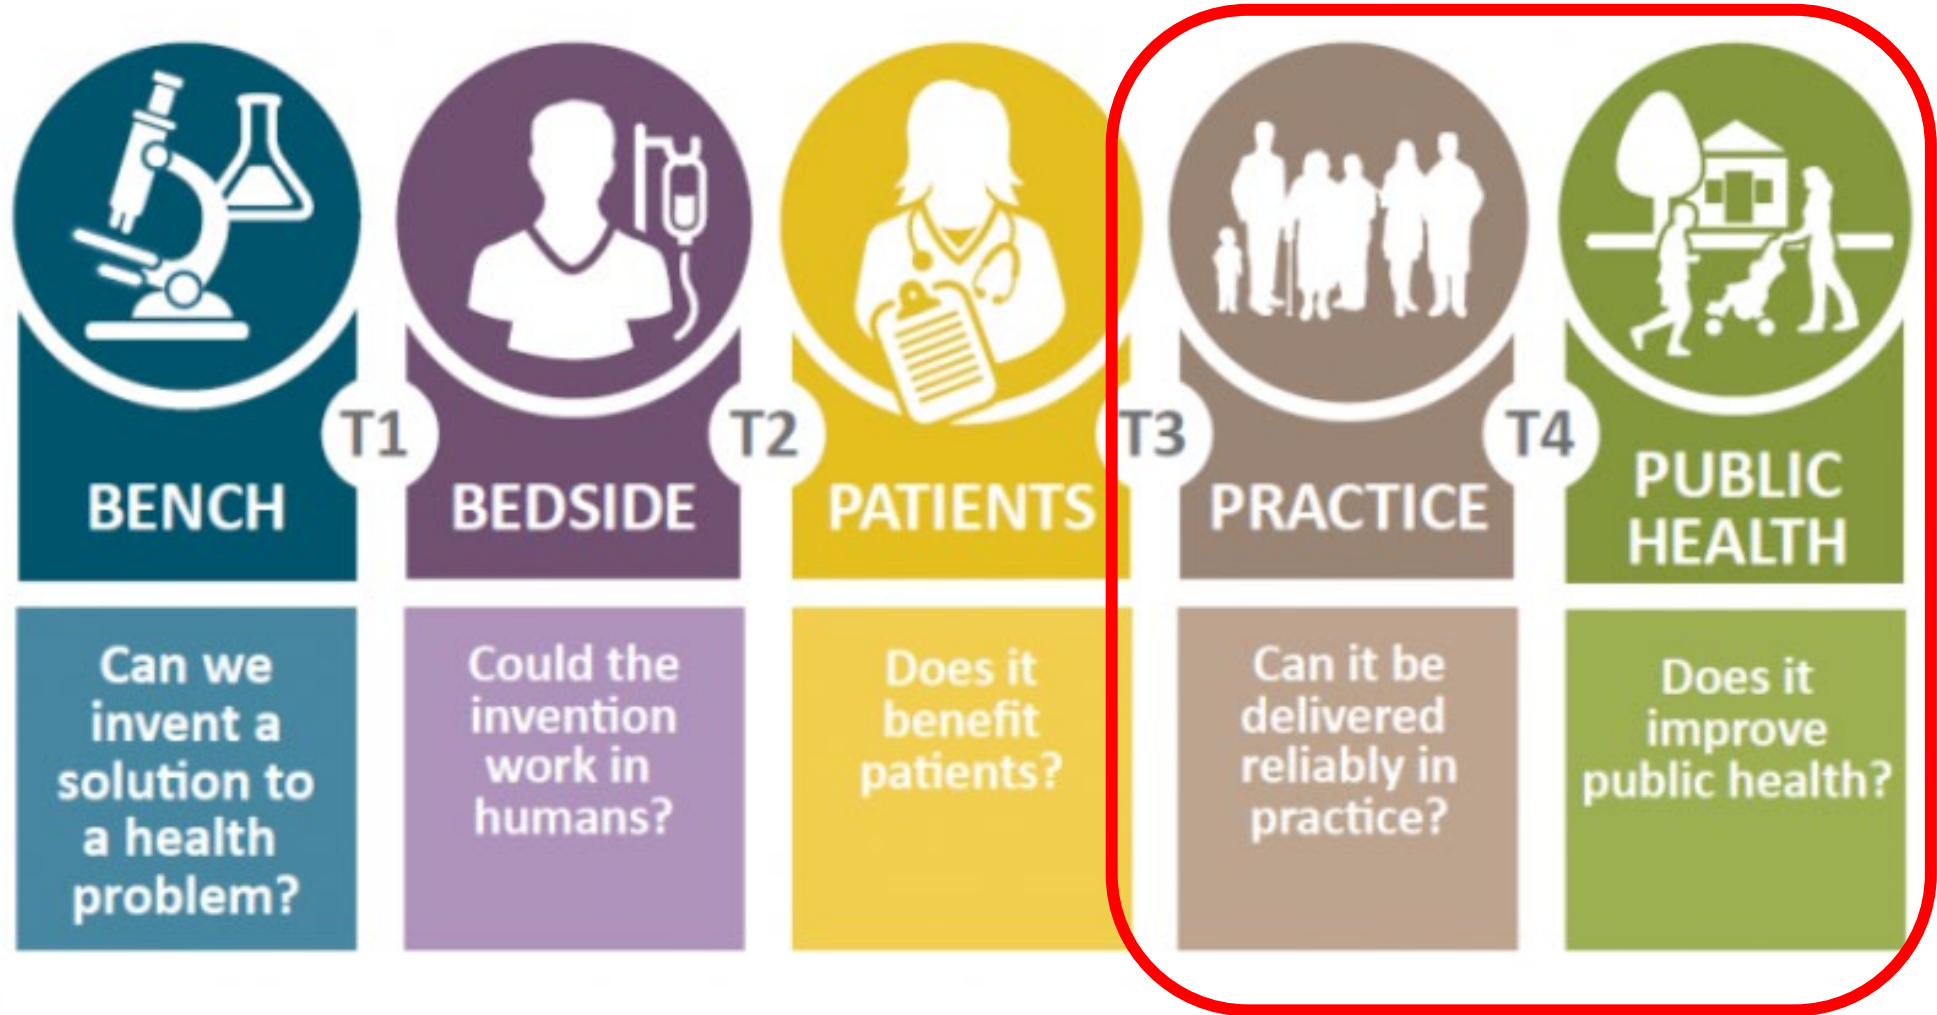 BENCH
T1
BEDSIDE
T2
PATIENTS
T3
PRACTICE
T4
PUBLIC
HEALTH
Can we
invent a
solution to
a health
problem?
Could the
invention
work in
humans?
Does it
benefit
patients?
Can it be
delivered
reliably in
practice?
Does it
improve
public health?